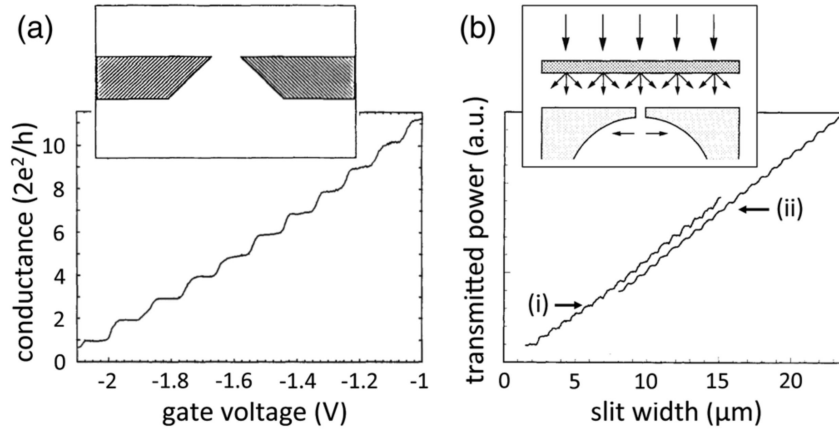 (a)
conductance (2e²/h)
10
8
6
4
2
0
-2
-1.8
-1.6
-1.4
-1.2
-1
gate voltage (V)
(b)
transmitted power (a.u.)
(i)
(ii)
0
5
10
15
20
slit width (μm)